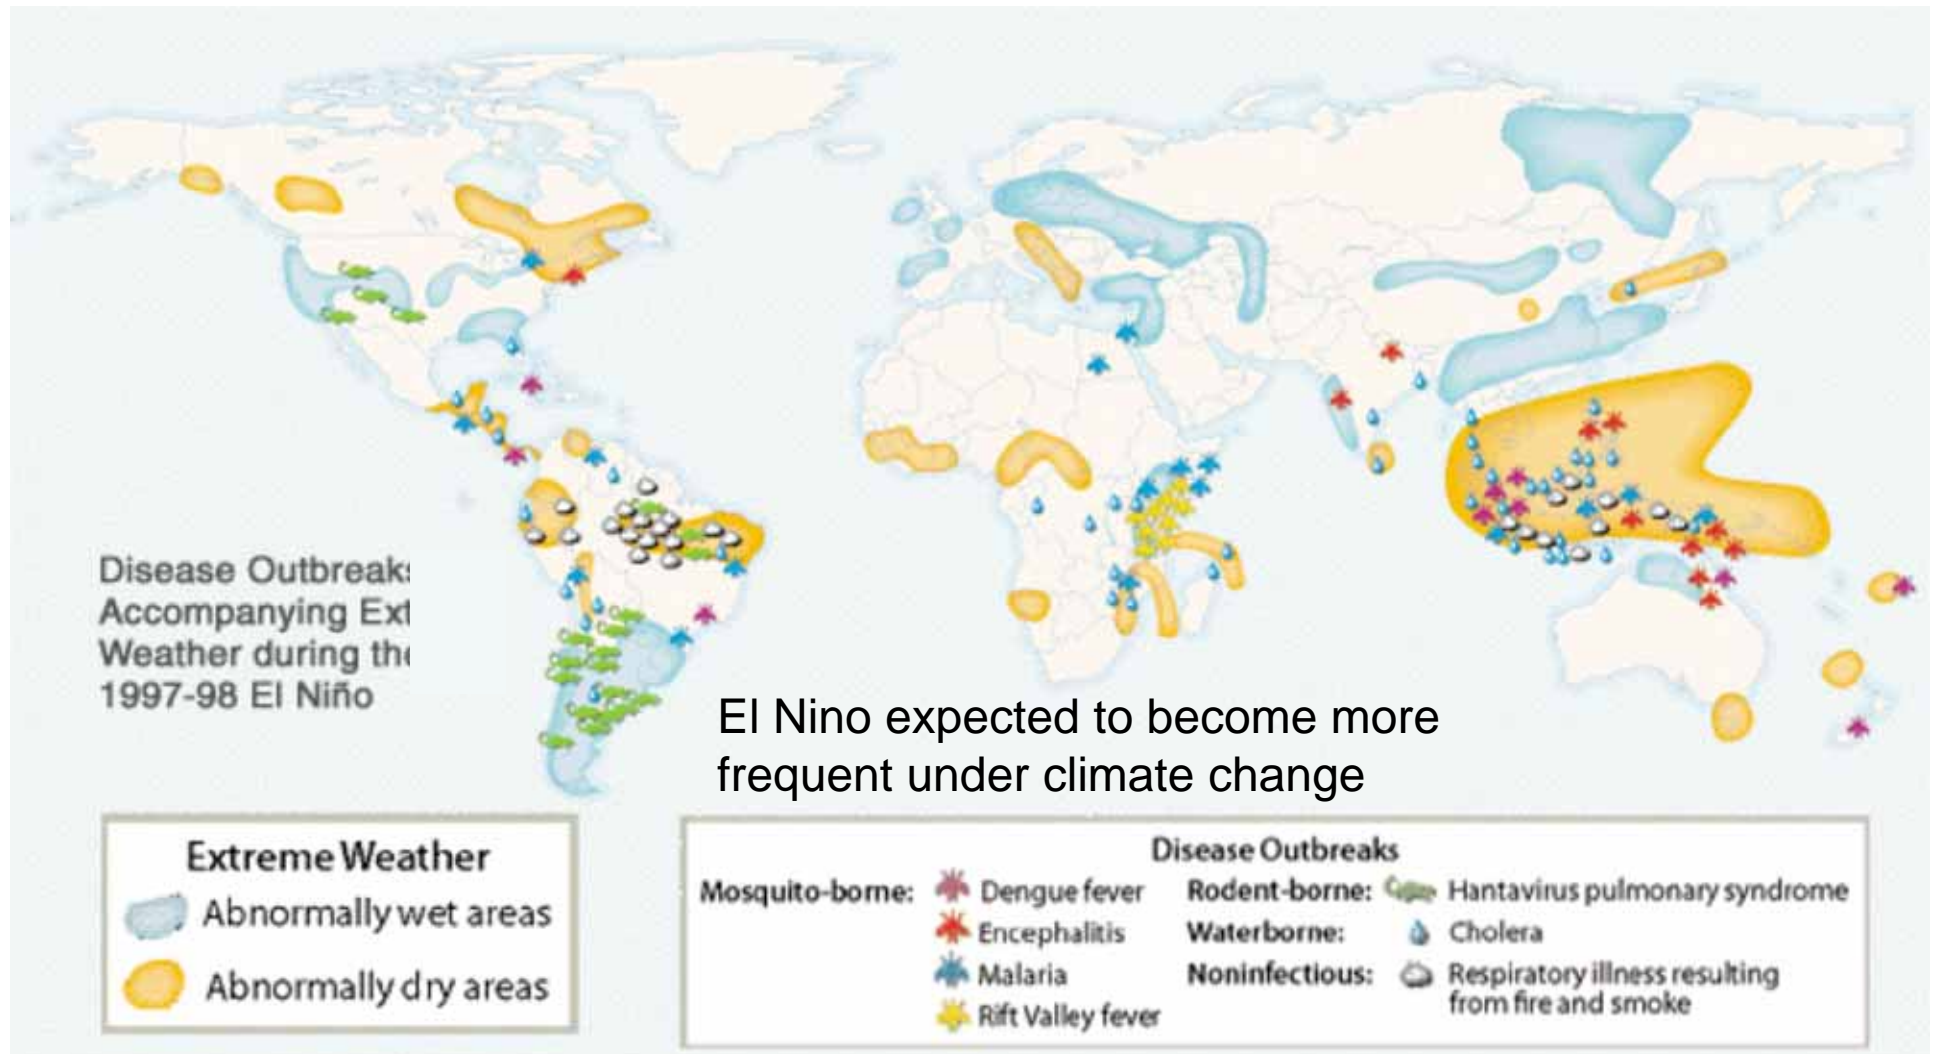 Disease Outbreak
Accompanying Ext
Weather during the
1997-98 El Niño
El Nino expected to become more
frequent under climate change
Extreme Weather
Abnormally wet areas
Abnormally dry areas
Disease Outbreaks
Mosquito-borne:
Dengue fever
Encephalitis
Malaria
Rift Valley fever
Rodent-borne:
Hantavirus pulmonary syndrome
Waterborne:
Cholera
Noninfectious:
Respiratory illness resulting
from fire and smoke